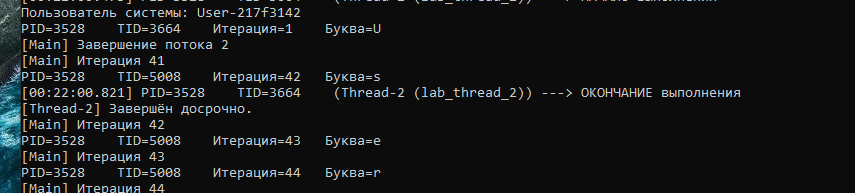 Пользователь системы: User-217f3142
PID=3528 TID=3664 Итерация=1 Буква=U
[Main] Завершение потока 2
[Main] Итерация 41
PID=3528 TID=5008 Итерация=42 Буква=s
[00:22:00.821] PID=3528 TID=3664 (Thread-2 (lab_thread_2)) ---> ОКОНЧАНИЕ выполнения
[Thread-2] Завершён досрочно.
[Main] Итерация 42
PID=3528 TID=5008 Итерация=43 Буква=e
[Main] Итерация 43
PID=3528 TID=5008 Итерация=44 Буква=r
[Main] Итерация 44